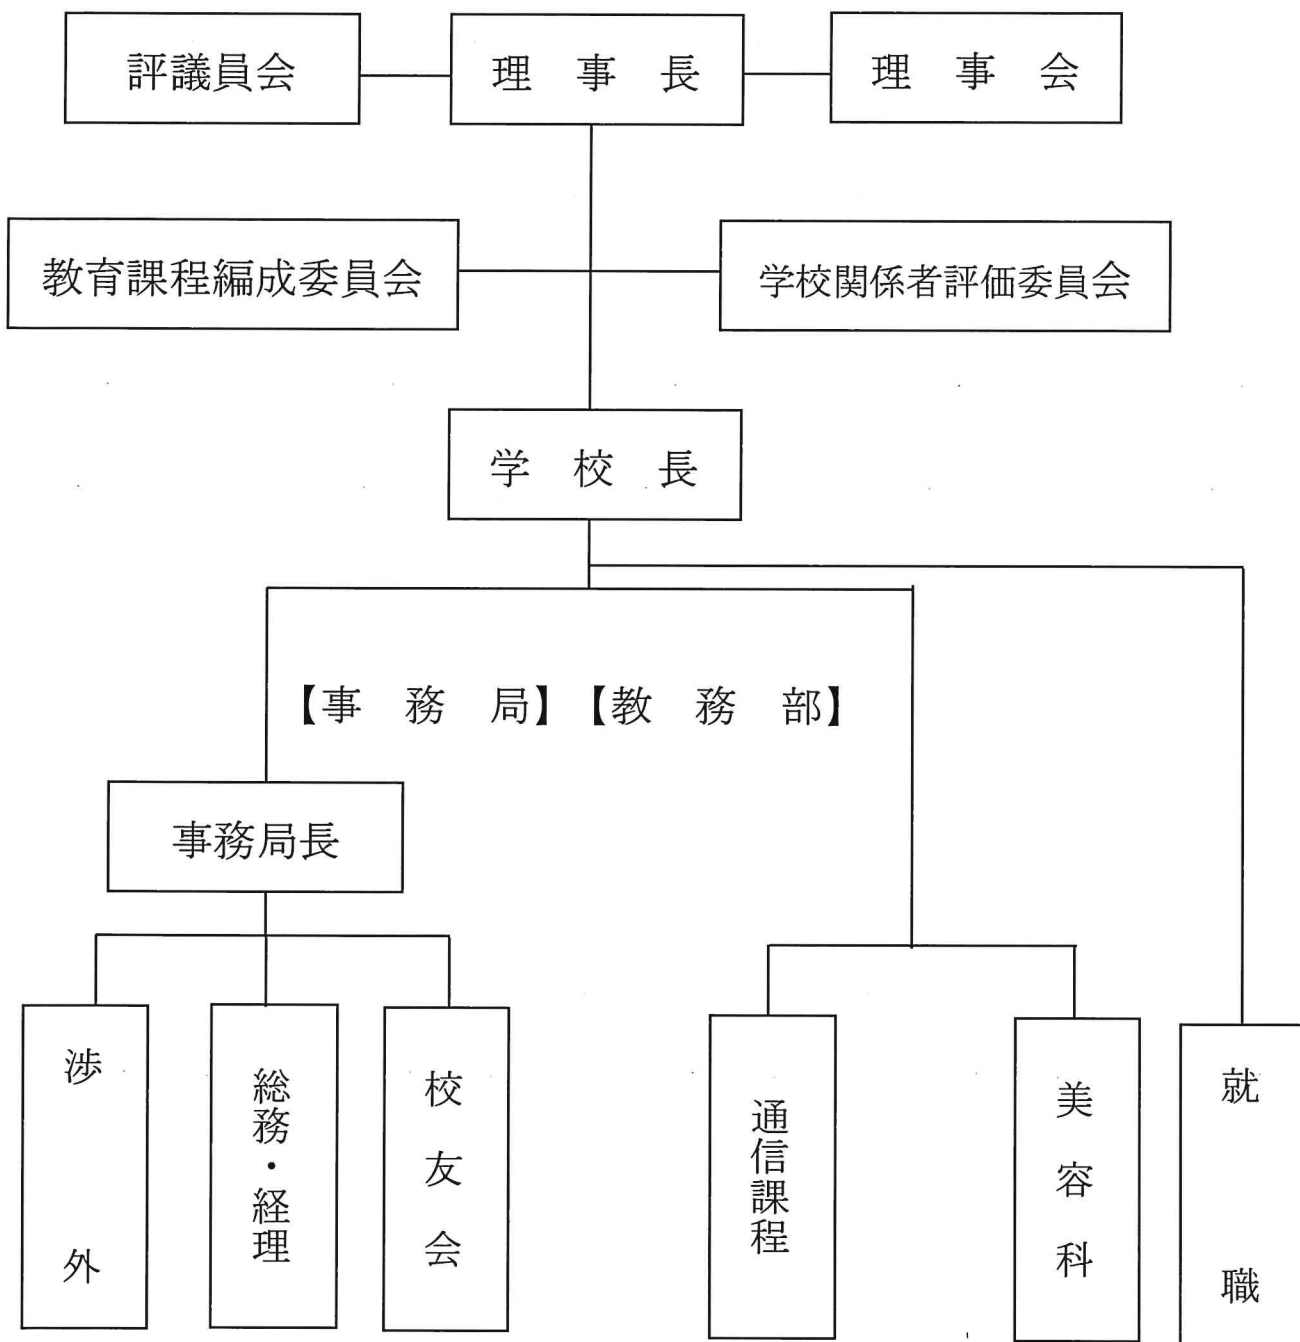 評議員会
理　事　長
理　事　会
教育課程編成委員会
学校関係者評価委員会
学　校　長
【事　務　局】【教　務　部】
事務局長
渉外
総務・経理
校友会
通信課程
美容科
就職